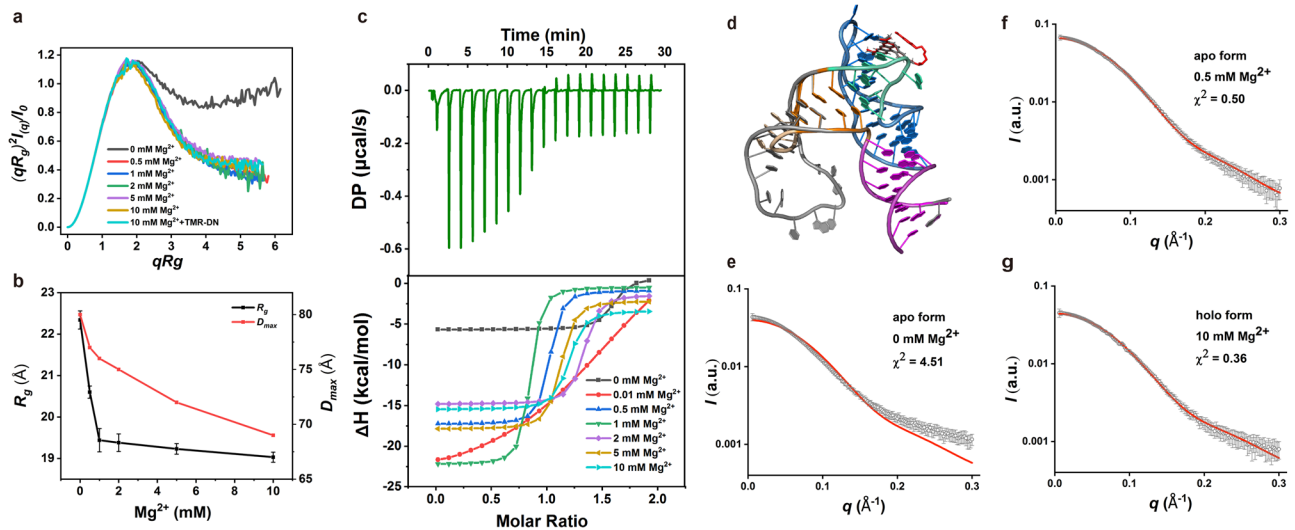 a
(qRg)²I(q)/I0
1.2
1.0
0.8
0.6
0.4
0.2
0.0
0 mM Mg²⁺
0.5 mM Mg²⁺
1 mM Mg²⁺
2 mM Mg²⁺
5 mM Mg²⁺
10 mM Mg²⁺
10 mM Mg²⁺+TMR-DN
0 1 2 3 4 5 6
qRg
b
Rg (Å)
23
22
21
20
19
Rg
Dmax
80
75
70
65
Dmax (Å)
0 2 4 6 8 10
Mg²⁺ (mM)
c
Time (min)
0 5 10 15 20 25 30
DP (µcal/s)
0.0
-0.2
-0.4
-0.6
ΔH (kcal/mol)
0
-5
-10
-15
-20
-25
0 mM Mg²⁺
0.01 mM Mg²⁺
0.5 mM Mg²⁺
1 mM Mg²⁺
2 mM Mg²⁺
5 mM Mg²⁺
10 mM Mg²⁺
0.0 0.5 1.0 1.5 2.0
Molar Ratio
d
e
I (a.u.)
0.1
0.01
0.001
apo form
0 mM Mg²⁺
χ² = 4.51
0.0 0.1 0.2 0.3
q (Å⁻¹)
f
I (a.u.)
0.1
0.01
0.001
apo form
0.5 mM Mg²⁺
χ² = 0.50
0.0 0.1 0.2 0.3
q (Å⁻¹)
g
I (a.u.)
0.1
0.01
0.001
holo form
10 mM Mg²⁺
χ² = 0.36
0.0 0.1 0.2 0.3
q (Å⁻¹)